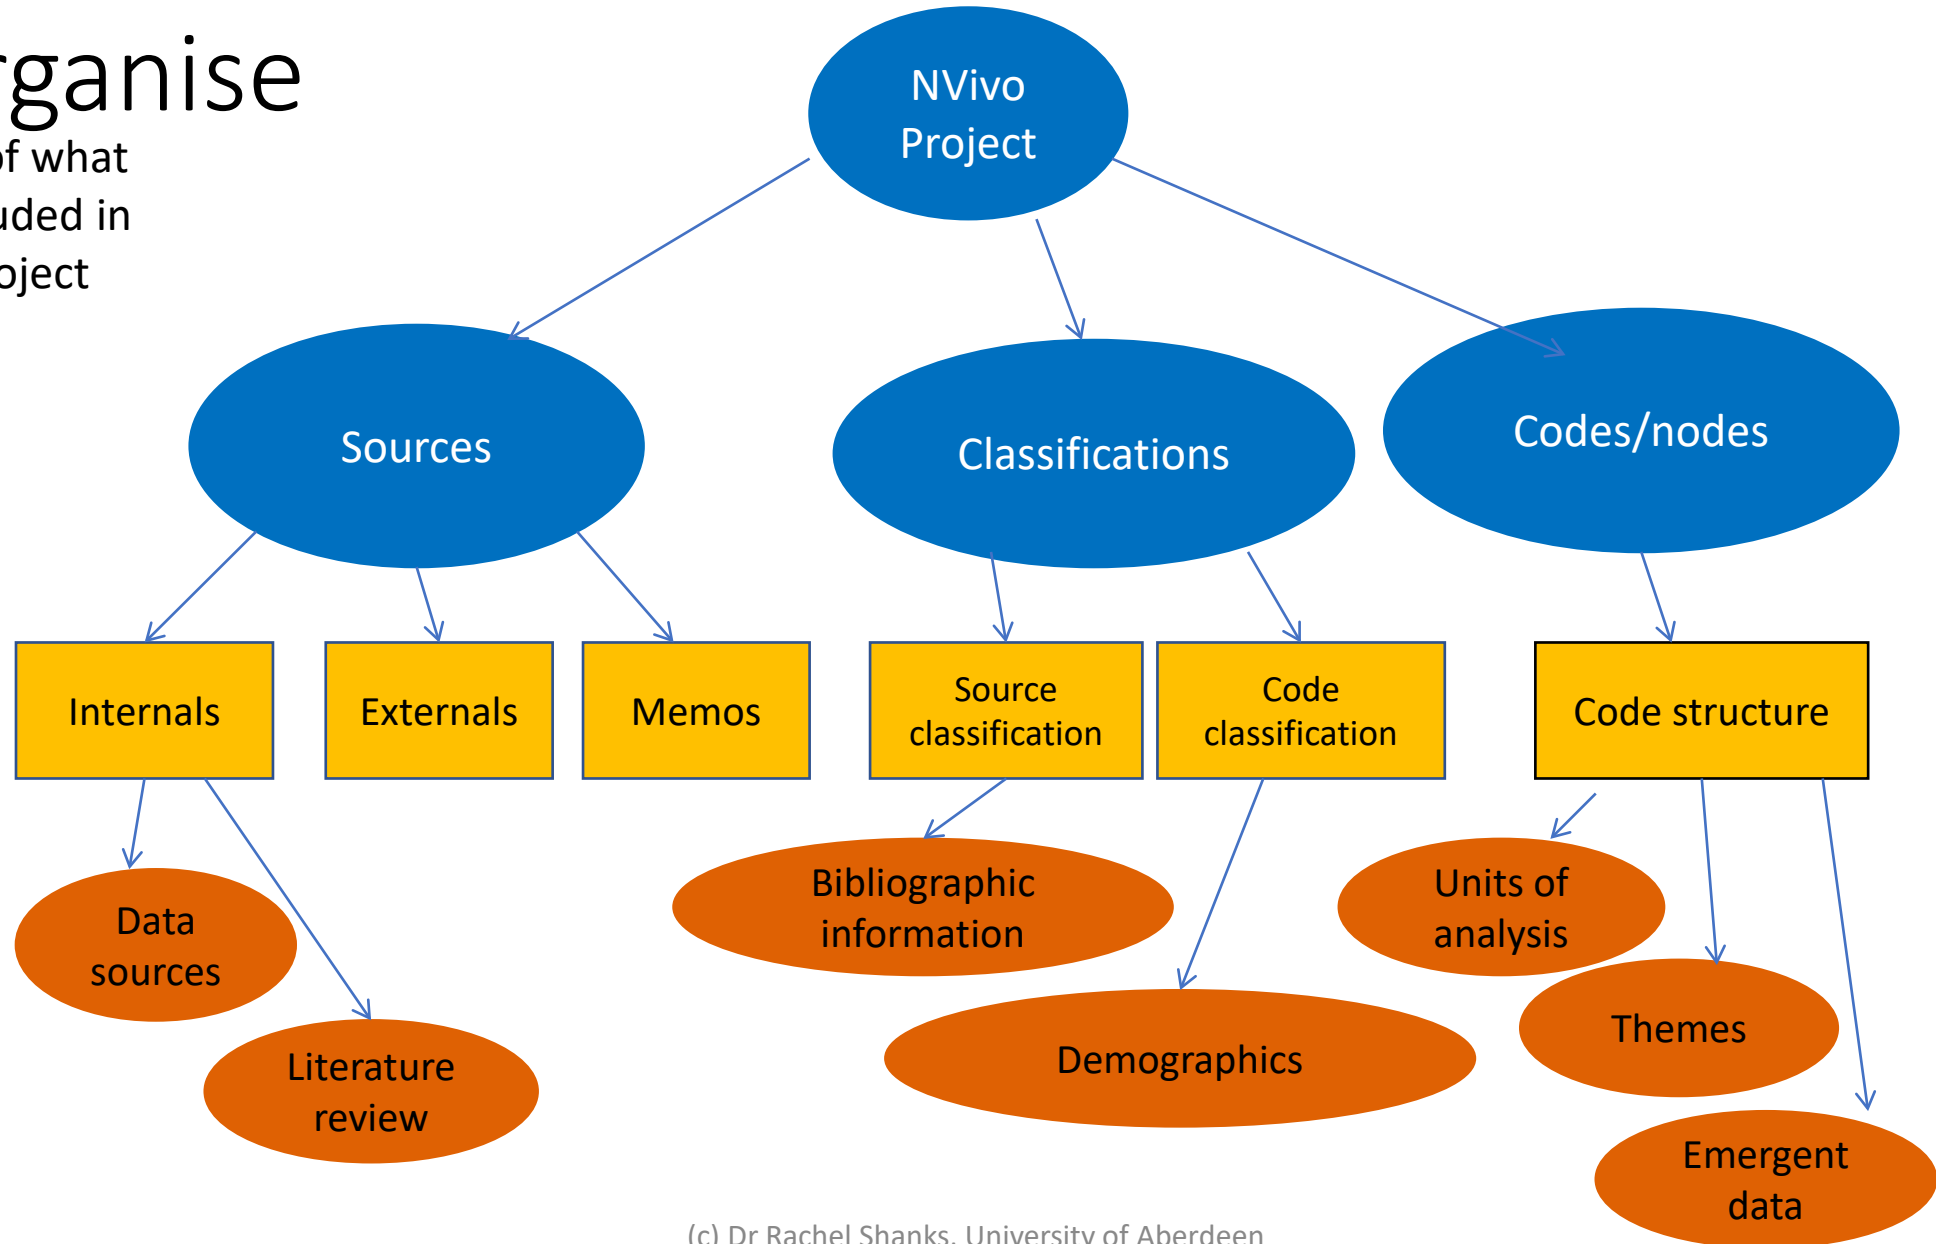 rganise
of what
uded in
oject
NVivo
Project
Sources
Classifications
Codes/nodes
Internals
Externals
Memos
Source
classification
Code
classification
Code structure
Data
sources
Literature
review
Bibliographic
information
Demographics
Units of
analysis
Themes
Emergent
data
(c) Dr Rachel Shanks, University of Aberdeen